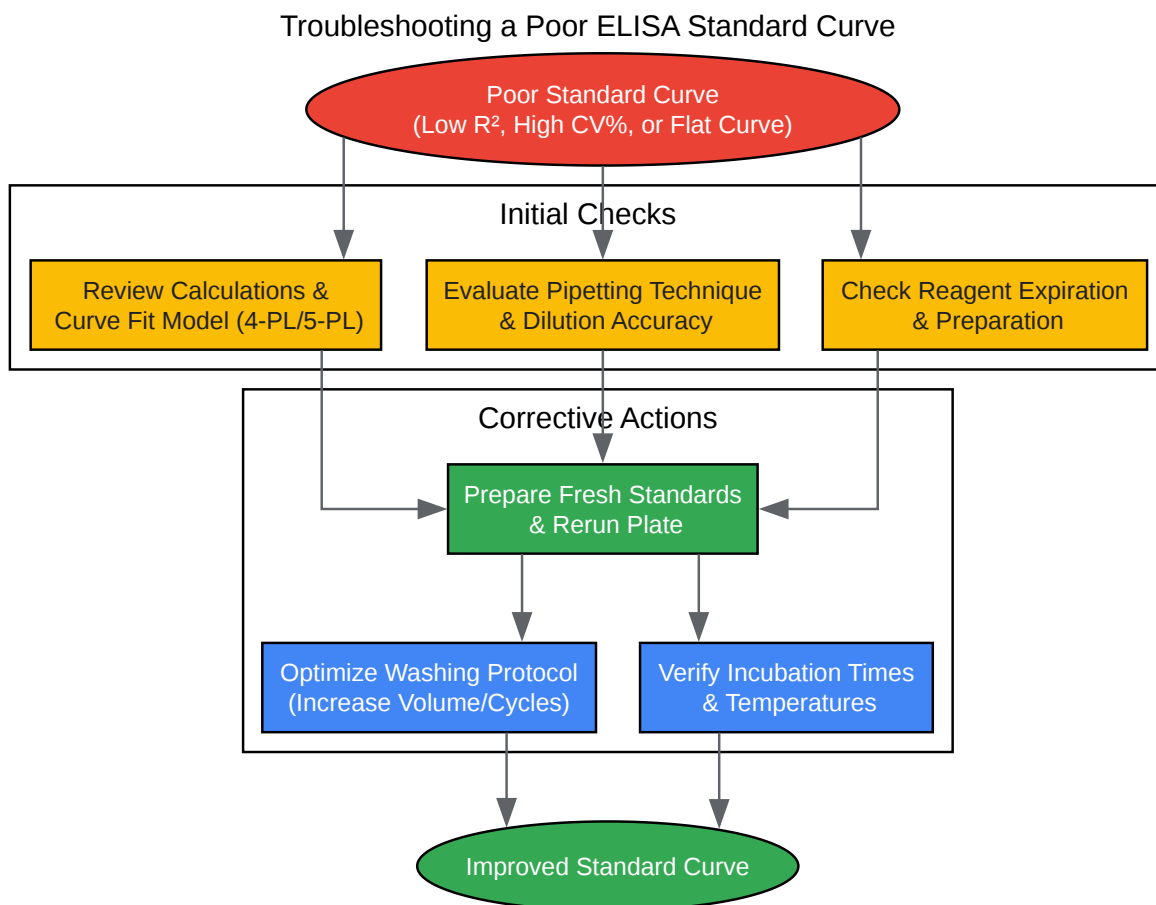 Troubleshooting a Poor ELISA Standard Curve
Poor Standard Curve
(Low R², High CV%, or Flat Curve)
Initial Checks
Review Calculations &
Curve Fit Model (4-PL/5-PL)
Evaluate Pipetting Technique
& Dilution Accuracy
Check Reagent Expiration
& Preparation
Corrective Actions
Prepare Fresh Standards
& Rerun Plate
Optimize Washing Protocol
(Increase Volume/Cycles)
Verify Incubation Times
& Temperatures
Improved Standard Curve